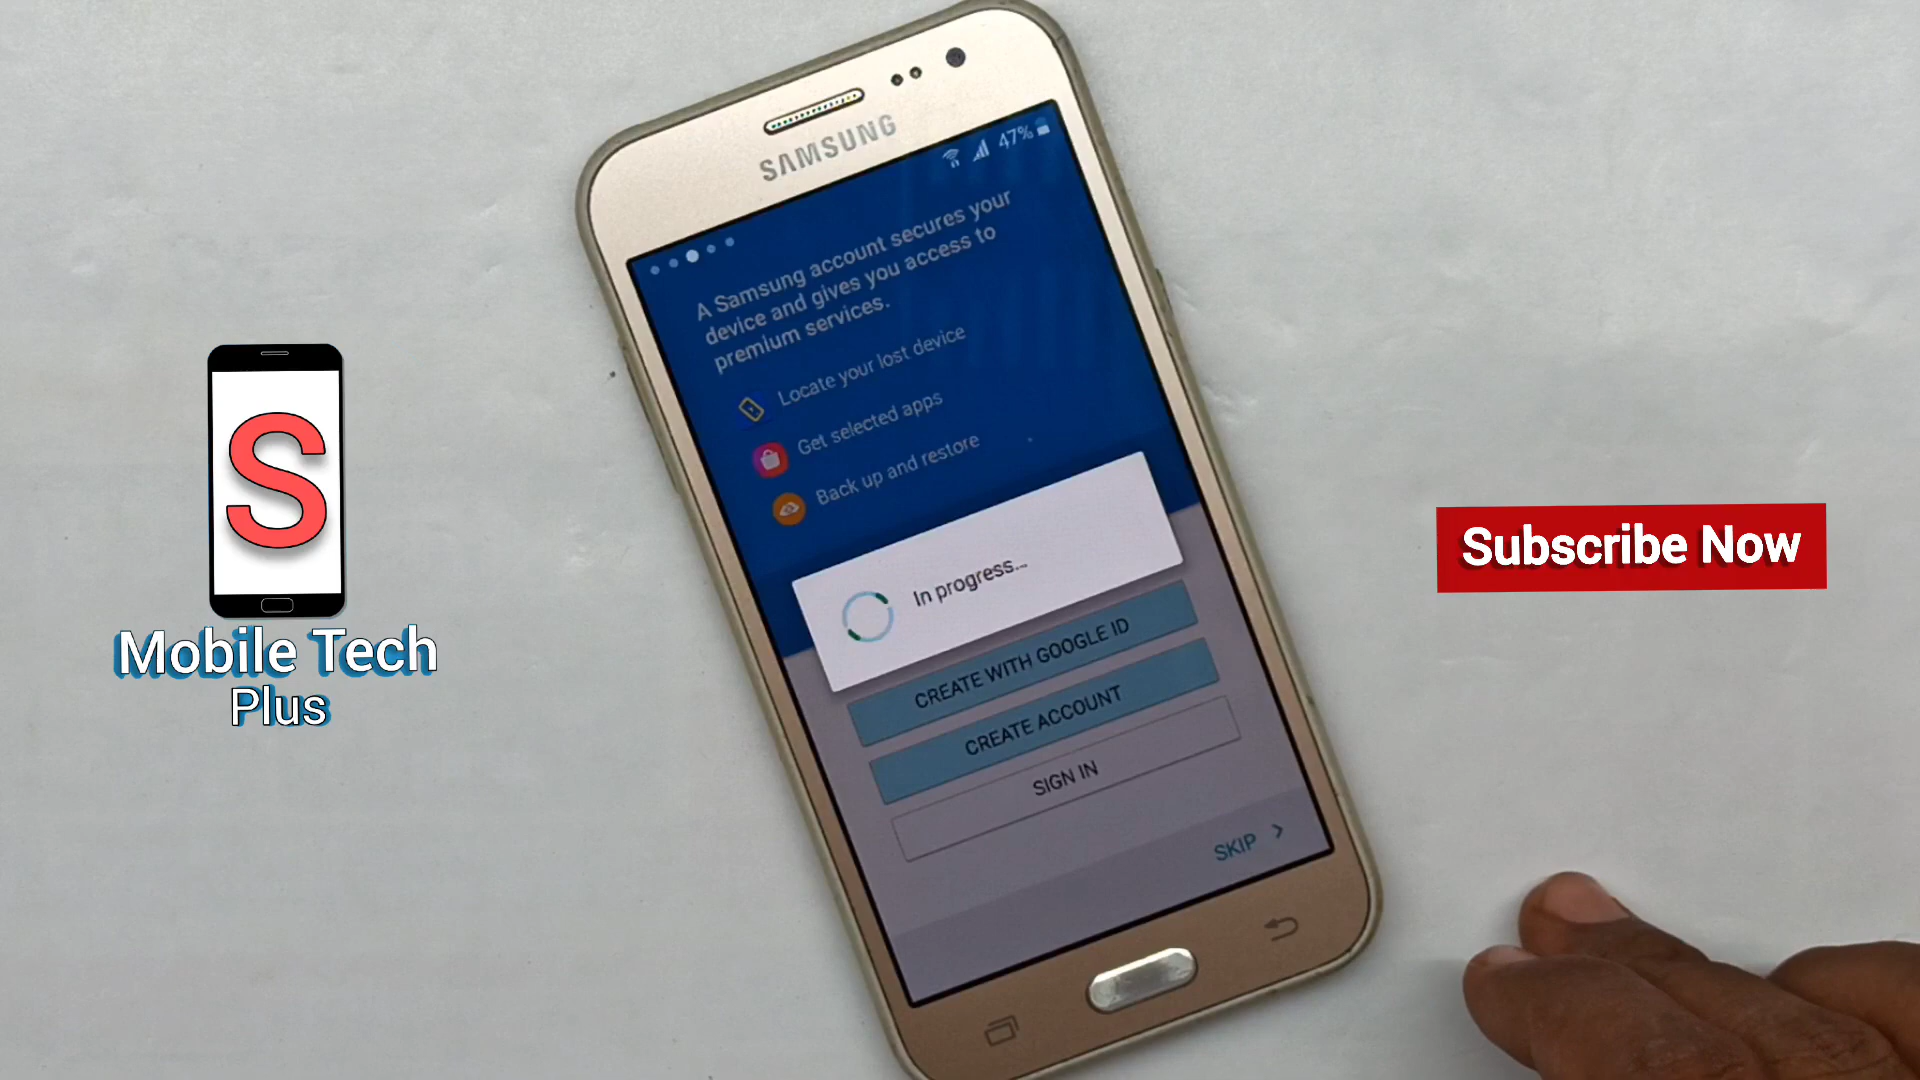 SAMSUNG
47%
A Samsung account secures your
device and gives you access to
premium services.
Locate your lost device
Get selected apps
Back up and restore
In progress...
CREATE WITH GOOGLE ID
CREATE ACCOUNT
SIGN IN
SKIP
S
Mobile Tech
Plus
Subscribe Now